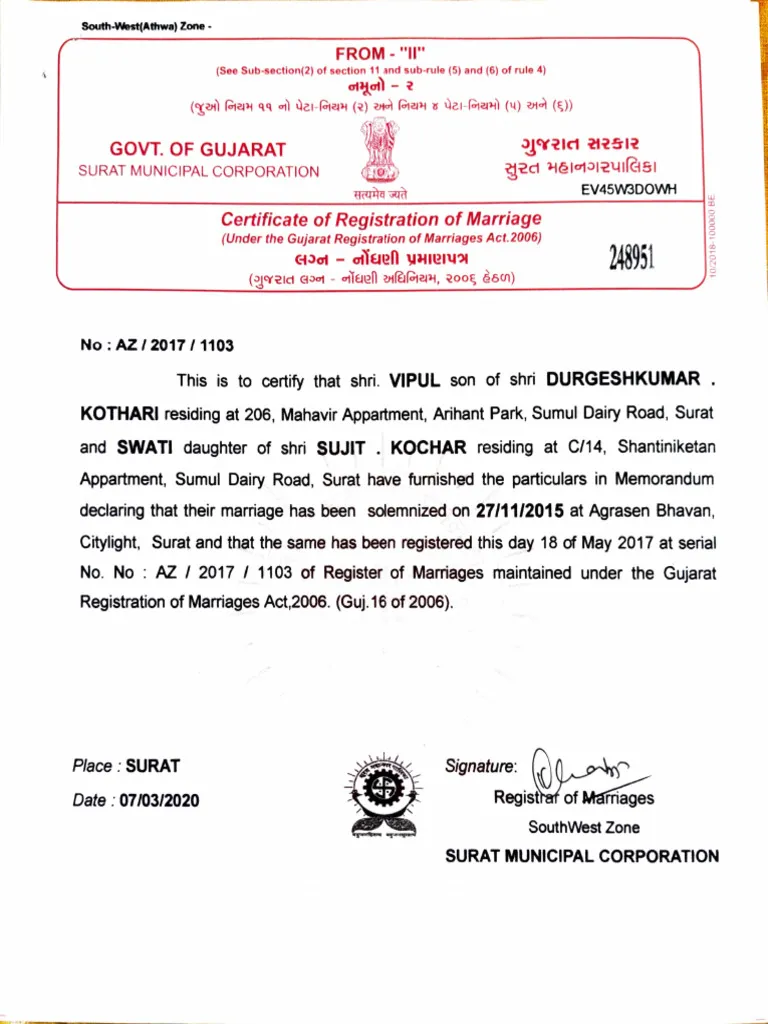 South-West(Athwa) Zone -
FROM - "II"
(See Sub-section(2) of section 11 and sub-rule (5) and (6) of rule 4)
નમૂનો - ૨
(જુઓ નિયમ ૧૧ નો પેટા-નિયમ (૨) અને નિયમ ૪ પેટા-નિયમો (૫) અને (૬))
GOVT. OF GUJARAT
ગુજરાત સરકાર
SURAT MUNICIPAL CORPORATION
સુરત મહાનગરપાલિકા
सत्यमेव जयते
EV45W3DOWH
Certificate of Registration of Marriage
(Under the Gujarat Registration of Marriages Act.2006)
લગ્ન - નોંધણી પ્રમાણપત્ર
248951
(ગુજરાત લગ્ન - નોંધણી અધિનિયમ, ૨૦૦૬ હેઠળ)
10/2018-100000 BE
No : AZ / 2017 / 1103
This is to certify that shri. VIPUL son of shri DURGESHKUMAR .
KOTHARI residing at 206, Mahavir Appartment, Arihant Park, Sumul Dairy Road, Surat
and SWATI daughter of shri SUJIT . KOCHAR residing at C/14, Shantiniketan
Appartment, Sumul Dairy Road, Surat have furnished the particulars in Memorandum
declaring that their marriage has been solemnized on 27/11/2015 at Agrasen Bhavan,
Citylight, Surat and that the same has been registered this day 18 of May 2017 at serial
No. No : AZ / 2017 / 1103 of Register of Marriages maintained under the Gujarat
Registration of Marriages Act,2006. (Guj.16 of 2006).
Place : SURAT
Signature:
Date : 07/03/2020
Registrar of Marriages
SouthWest Zone
SURAT MUNICIPAL CORPORATION